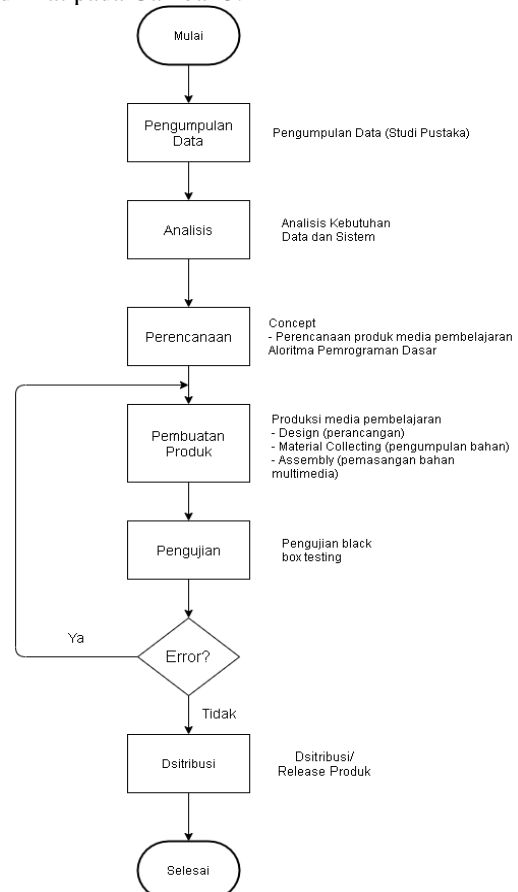 Mulai
Pengumpulan
Data
Pengumpulan Data (Studi Pustaka)
Analisis
Analisis Kebutuhan
Data dan Sistem
Perencanaan
Concept
- Perencanaan produk media pembelajaran
Aloritma Pemrograman Dasar
Pembuatan
Produk
Produksi media pembelajaran
- Design (perancangan)
- Material Collecting (pengumpulan bahan)
- Assembly (pemasangan bahan
multimedia)
Pengujian
Pengujian black
box testing
Error?
Ya
Tidak
Dsitribusi
Dsitribusi/
Release Produk
Selesai